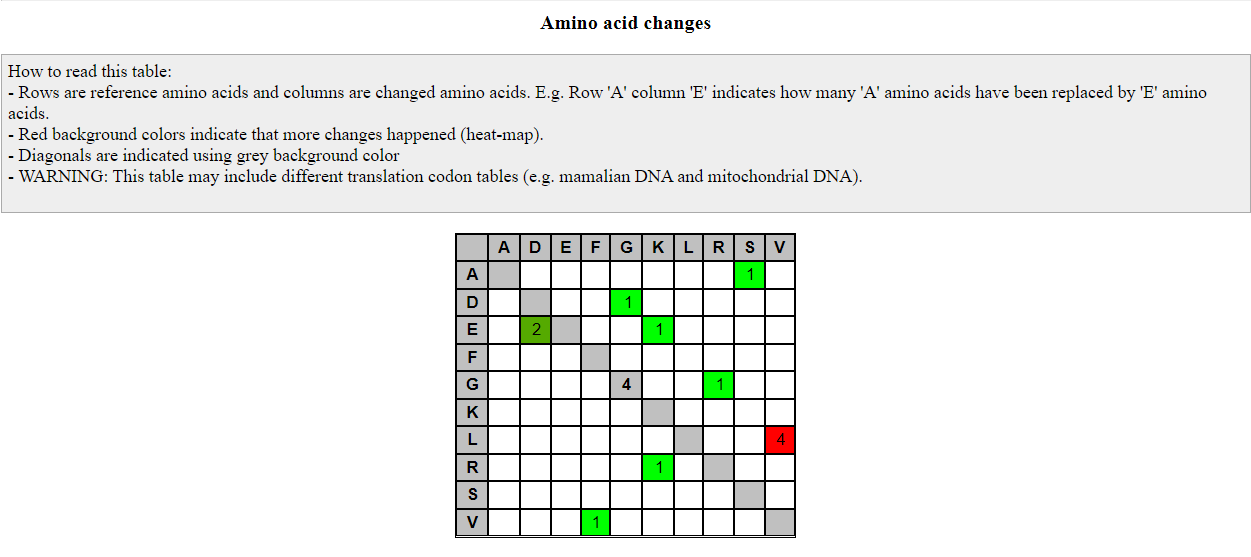 Amino acid changes
How to read this table:
- Rows are reference amino acids and columns are changed amino acids. E.g. Row 'A' column 'E' indicates how many 'A' amino acids have been replaced by 'E' amino
acids.
- Red background colors indicate that more changes happened (heat-map).
- Diagonals are indicated using grey background color
- WARNING: This table may include different translation codon tables (e.g. mamalian DNA and mitochondrial DNA).
A D E F G K L R S V
A 1
D 1
E 2 1
F
G 4 1
K
L 4
R 1
S
V 1